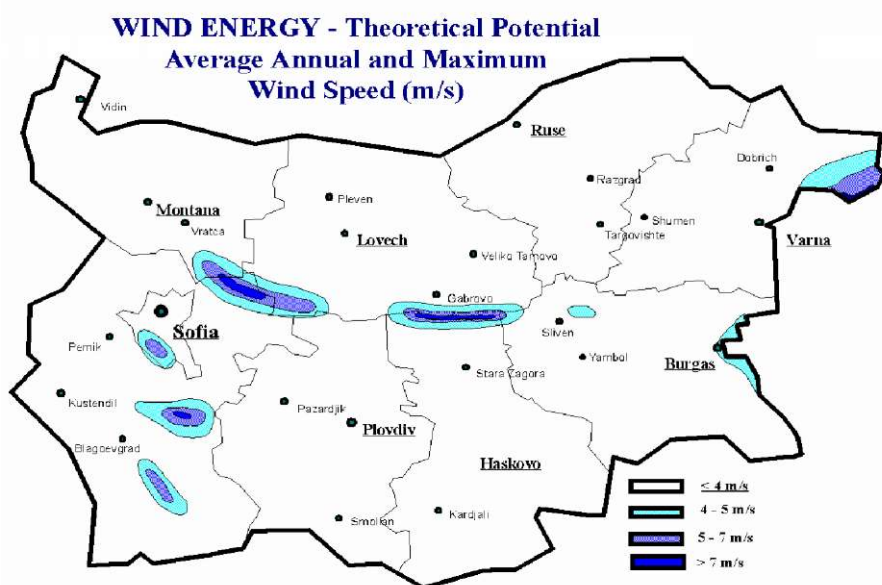 WIND ENERGY - Theoretical Potential
Average Annual and Maximum
Wind Speed (m/s)
Vidin
Ruse
Dobrich
Razgrad
Pleven
Montana
Shumen
Vratca
Targovishte
Varna
Lovech
Veliko Tarnovo
Gabrovo
Sofia
Sliven
Pernik
Yambol
Burgas
Stara Zagora
Kustendil
Pazardjik
Plovdiv
Blagoevgrad
Haskovo
Smolian
Kardjali
< 4 m/s
4 - 5 m/s
5 - 7 m/s
> 7 m/s